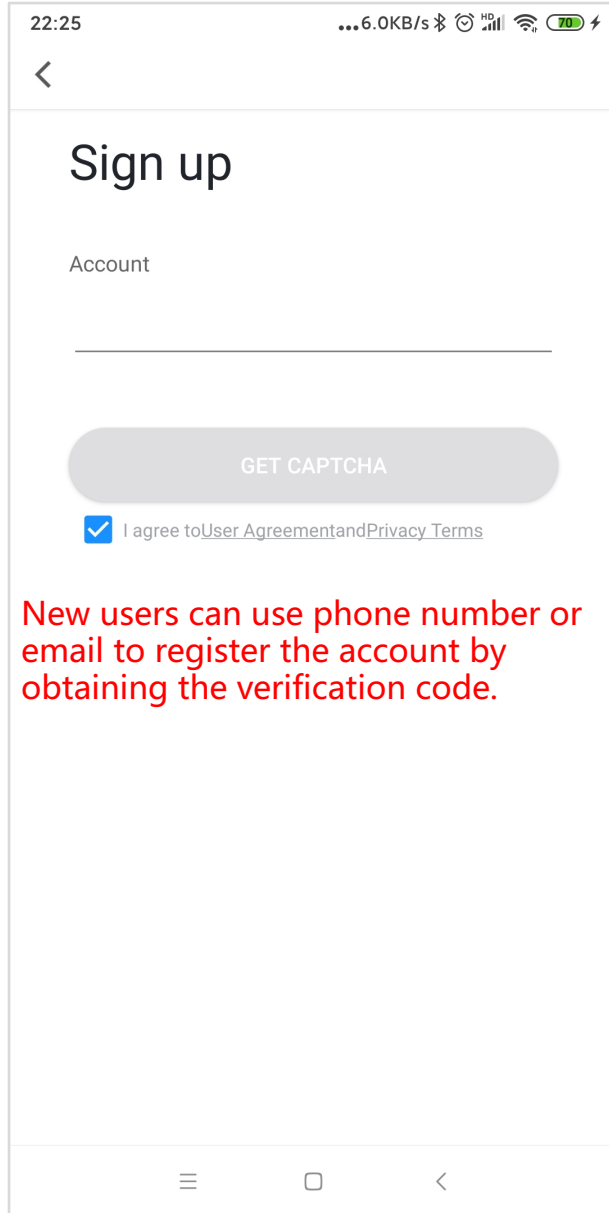 22:25 ...6.0KB/s HD 70
Sign up
Account
GET CAPTCHA
I agree toUser AgreementandPrivacy Terms
New users can use phone number or
email to register the account by
obtaining the verification code.